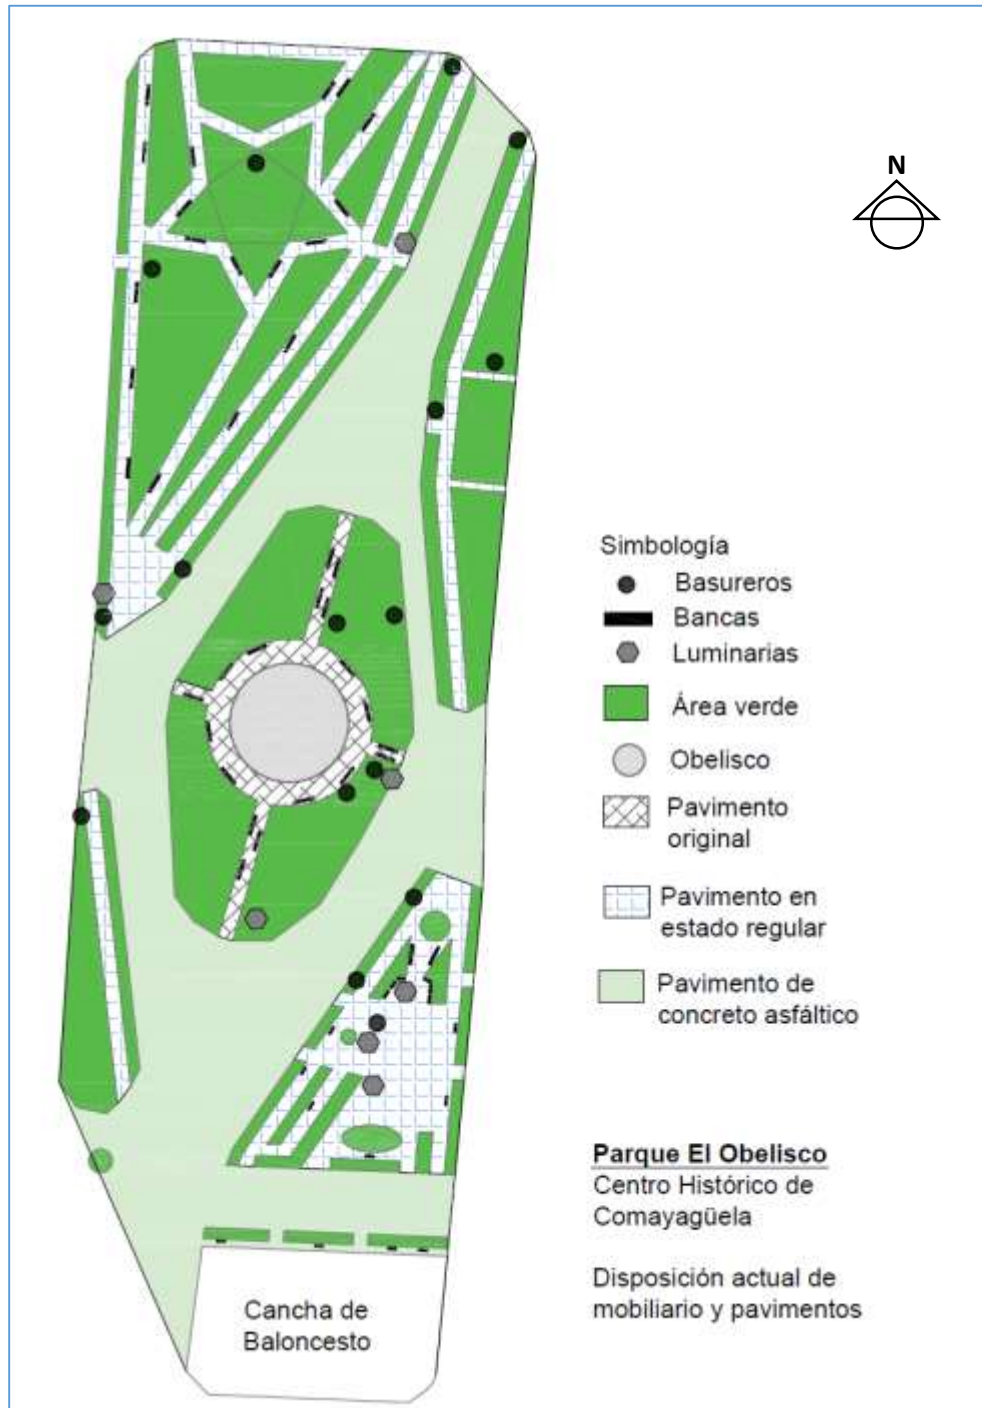 N
Simbología
Basureros
Bancas
Luminarias
Área verde
Obelisco
Pavimento
original
Pavimento en
estado regular
Pavimento de
concreto asfáltico
Parque El Obelisco
Centro Histórico de
Comayagüela
Disposición actual de
mobiliario y pavimentos
Cancha de
Baloncesto